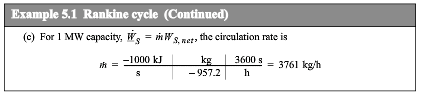 Example 5.1 Rankine cycle (Continued)
(c) For 1 MW capacity, Ẇ_S = ṁW_S, net, the circulation rate is
ṁ = −1000 kJ / s | kg / −957.2 | 3600 s / h = 3761 kg/h